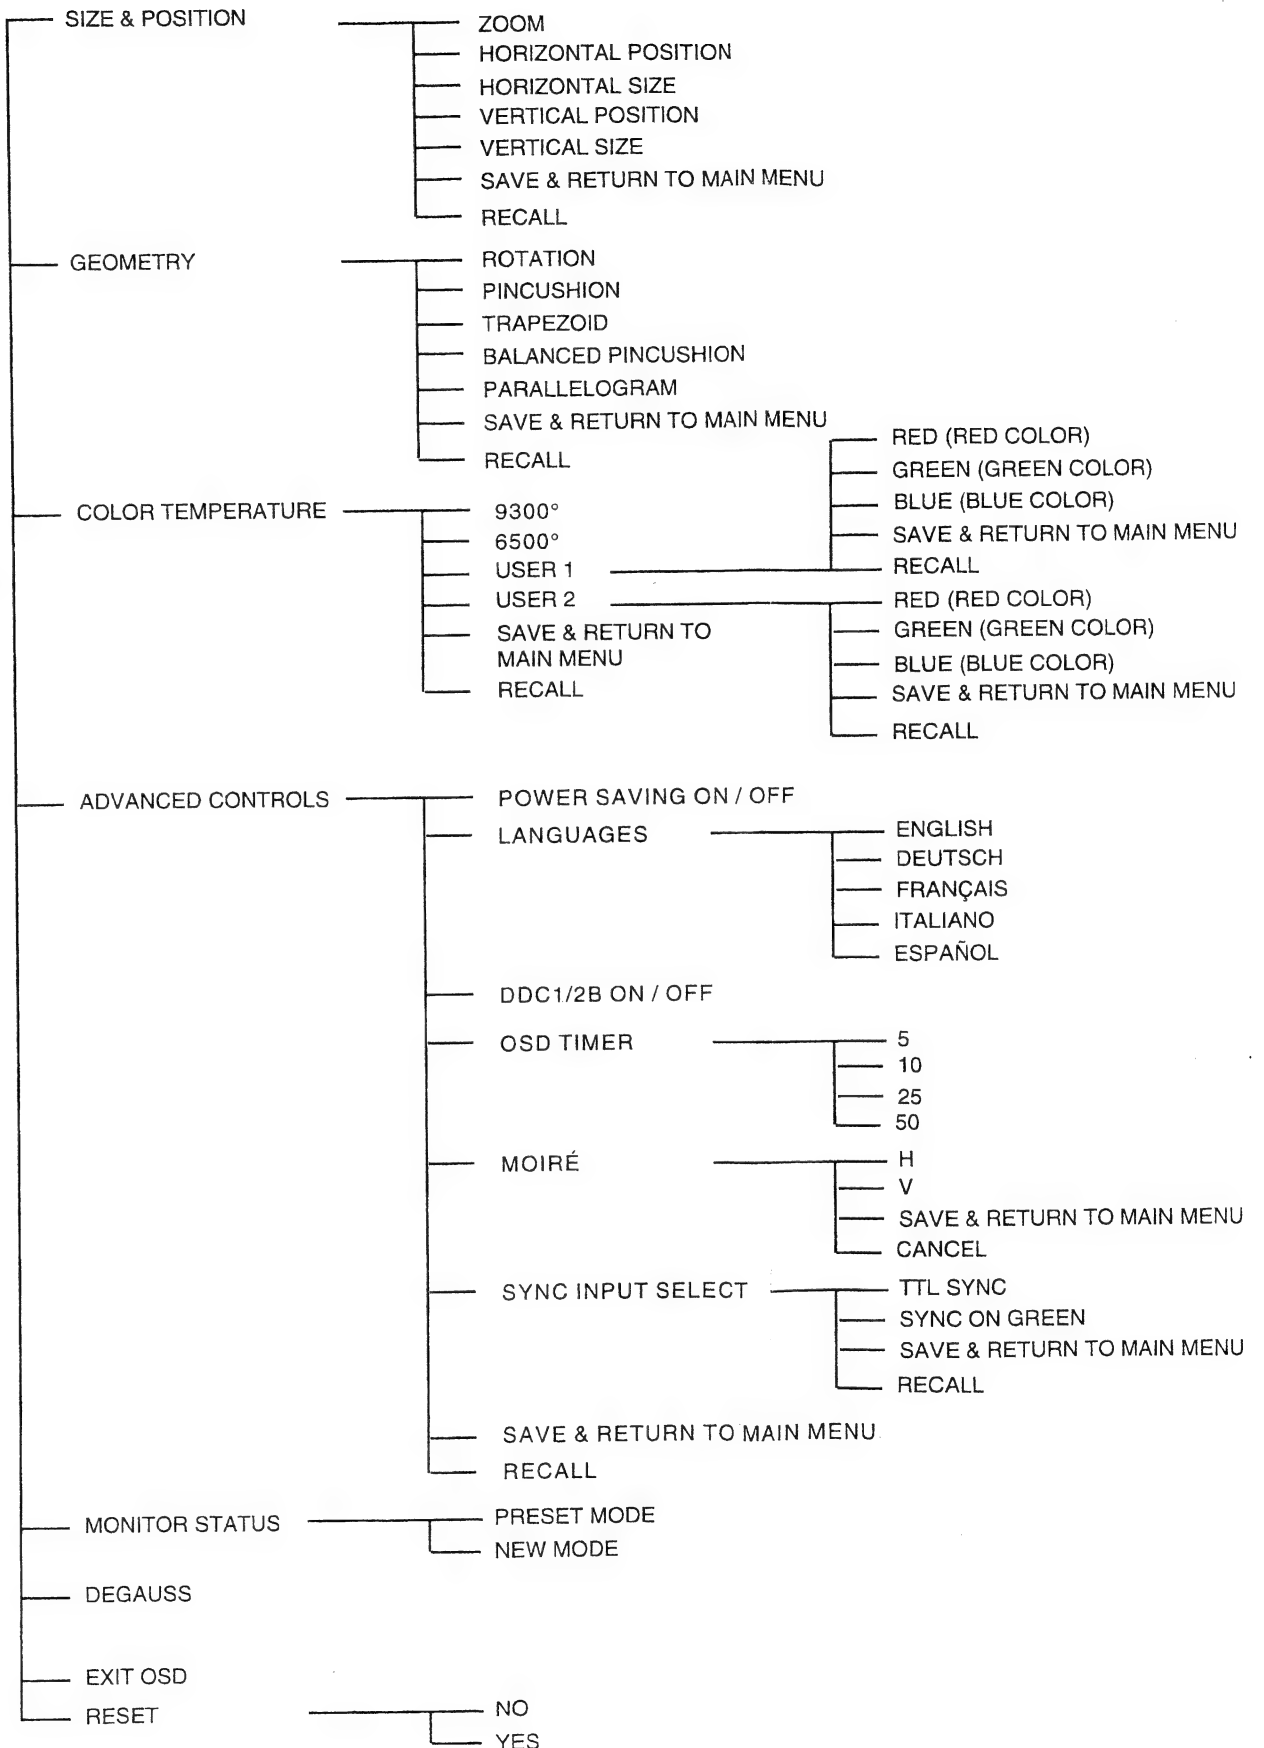 SIZE & POSITION
ZOOM
HORIZONTAL POSITION
HORIZONTAL SIZE
VERTICAL POSITION
VERTICAL SIZE
SAVE & RETURN TO MAIN MENU
RECALL
GEOMETRY
ROTATION
PINCUSHION
TRAPEZOID
BALANCED PINCUSHION
PARALLELOGRAM
SAVE & RETURN TO MAIN MENU
RECALL
COLOR TEMPERATURE
9300°
6500°
USER 1
RED (RED COLOR)
GREEN (GREEN COLOR)
BLUE (BLUE COLOR)
SAVE & RETURN TO MAIN MENU
RECALL
USER 2
RED (RED COLOR)
GREEN (GREEN COLOR)
BLUE (BLUE COLOR)
SAVE & RETURN TO MAIN MENU
RECALL
SAVE & RETURN TO
MAIN MENU
RECALL
ADVANCED CONTROLS
POWER SAVING ON / OFF
LANGUAGES
ENGLISH
DEUTSCH
FRANÇAIS
ITALIANO
ESPAÑOL
DDC1/2B ON / OFF
OSD TIMER
5
10
25
50
MOIRÉ
H
V
SAVE & RETURN TO MAIN MENU
CANCEL
SYNC INPUT SELECT
TTL SYNC
SYNC ON GREEN
SAVE & RETURN TO MAIN MENU
RECALL
SAVE & RETURN TO MAIN MENU
RECALL
MONITOR STATUS
PRESET MODE
NEW MODE
DEGAUSS
EXIT OSD
RESET
NO
YES